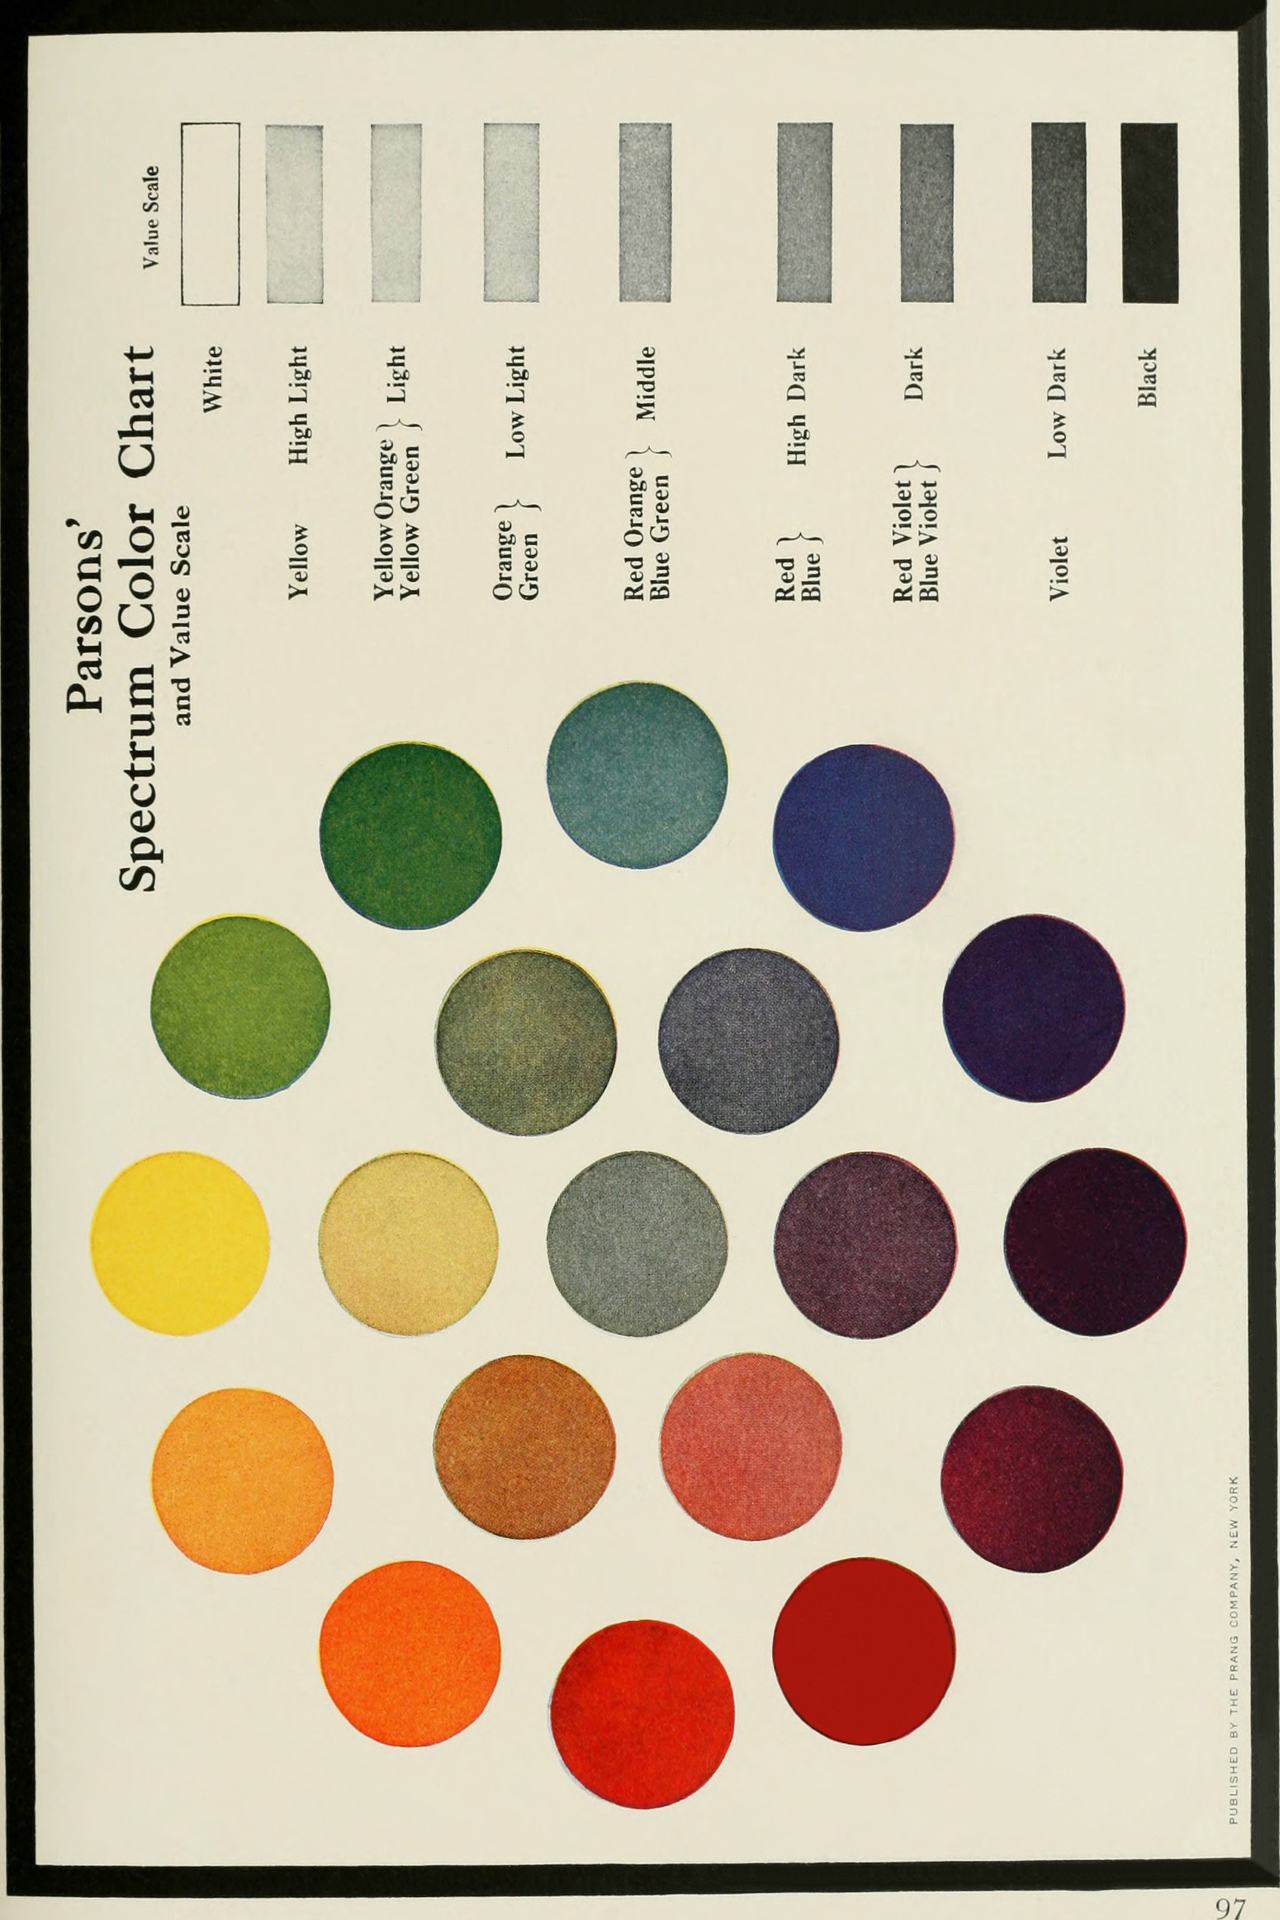 Parsons'
Spectrum Color Chart
and Value Scale
Value Scale
White
Yellow High Light
Yellow Orange
Yellow Green } Light
Orange
Green } Low Light
Red Orange
Blue Green } Middle
Red
Blue } High Dark
Red Violet
Blue Violet } Dark
Violet Low Dark
Black
PUBLISHED BY THE PRANG COMPANY, NEW YORK
97